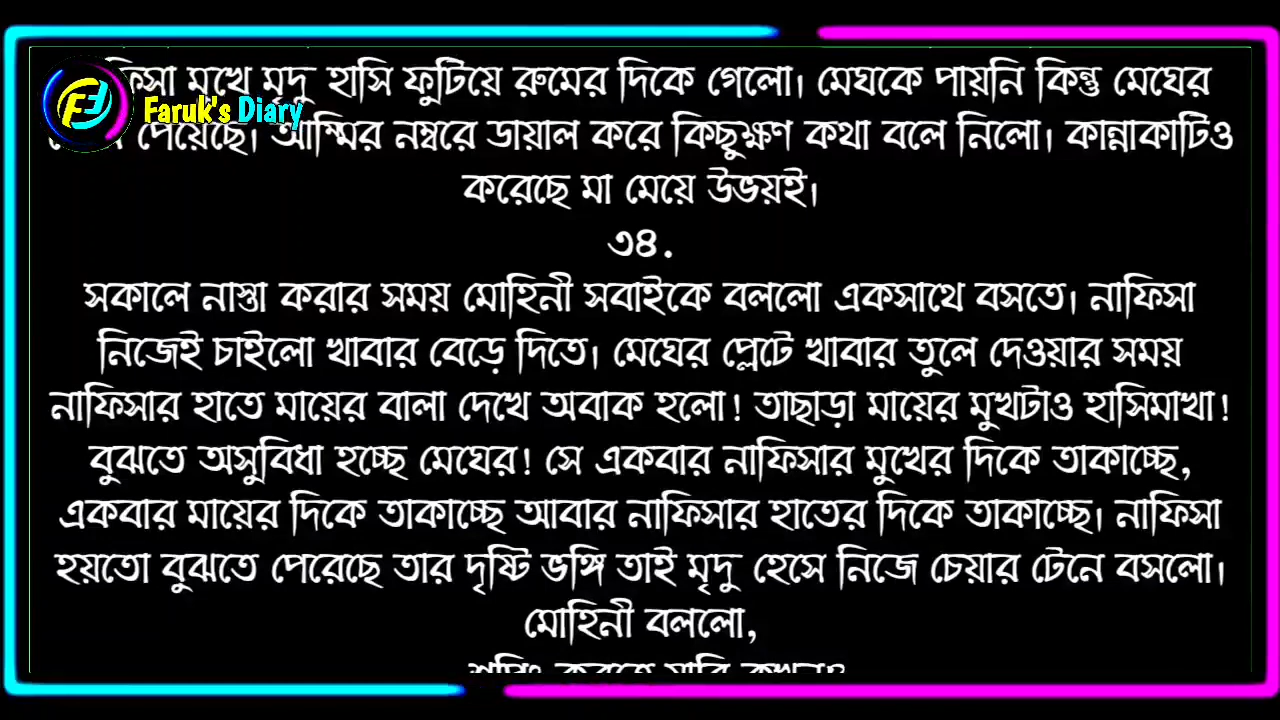 মুখে মৃদু হাসি ফুটিয়ে রুমের দিকে গেলো। মেঘকে পায়নি কিন্তু মেঘের
Faruk's Diary
পেয়েছে। আম্মির নম্বরে ডায়াল করে কিছুক্ষণ কথা বলে নিলো। কান্নাকাটিও
করেছে মা মেয়ে উভয়ই।
৩৪.
সকালে নাস্তা করার সময় মোহিনী সবাইকে বললো একসাথে বসতে। নাফিসা
নিজেই চাইলো খাবার বেড়ে দিতে। মেঘের প্লেটে খাবার তুলে দেওয়ার সময়
নাফিসার হাতে মায়ের বালা দেখে অবাক হলো! তাছাড়া মায়ের মুখটাও হাসিমাখা!
বুঝতে অসুবিধা হচ্ছে মেঘের! সে একবার নাফিসার মুখের দিকে তাকাচ্ছে,
একবার মায়ের দিকে তাকাচ্ছে আবার নাফিসার হাতের দিকে তাকাচ্ছে। নাফিসা
হয়তো বুঝতে পেরেছে তার দৃষ্টি ভঙ্গি তাই মৃদু হেসে নিজে চেয়ার টেনে বসলো।
মোহিনী বললো,